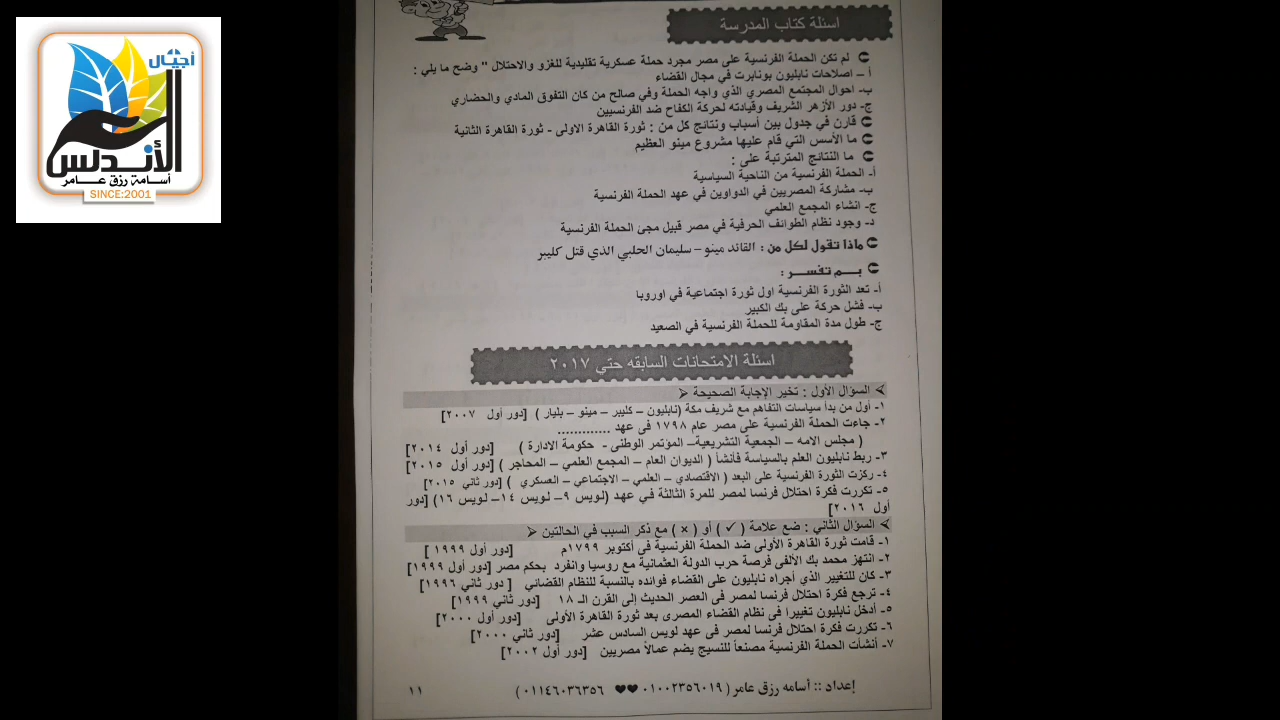 أجيال
الأندلس
أسامة رزق عامر
SINCE:2001
اسئلة كتاب المدرسة
لم تكن الحملة الفرنسية على مصر مجرد حملة عسكرية تقليدية للغزو والاحتلال " وضح ما يلي :
أ – اصلاحات نابليون بونابرت في مجال القضاء
ب- احوال المجتمع المصري الذي واجه الحملة وفي صالح من كان التفوق المادي والحضاري
ج- دور الأزهر الشريف وقيادته لحركة الكفاح ضد الفرنسيين
قارن في جدول بين أسباب ونتائج كل من : ثورة القاهرة الاولى - ثورة القاهرة الثانية
ما الأسس التي قام عليها مشروع مينو العظيم
ما النتائج المترتبة على :
أ- الحملة الفرنسية من الناحية السياسية
ب- مشاركة المصريين في الدواوين في عهد الحملة الفرنسية
ج- انشاء المجمع العلمي
د- وجود نظام الطوائف الحرفية في مصر قبيل مجئ الحملة الفرنسية
ماذا تقول لكل من : القائد مينو – سليمان الحلبي الذي قتل كليبر
بـــم تفســـر :
أ- تعد الثورة الفرنسية اول ثورة اجتماعية في اوروبا
ب- فشل حركة على بك الكبير
ج- طول مدة المقاومة للحملة الفرنسية في الصعيد
اسئلة الامتحانات السابقه حتي ٢٠١٧
السؤال الأول : تخير الإجابة الصحيحة
١- أول من بدأ سياسات التفاهم مع شريف مكة (نابليون – كليبر – مينو – بليار ) [دور أول ٢٠٠٧]
٢- جاءت الحملة الفرنسية على مصر عام ١٧٩٨ فى عهد ............
( مجلس الامه – الجمعية التشريعية– المؤتمر الوطنى - حكومة الادارة ) [دور أول ٢٠١٤]
٣- ربط نابليون العلم بالسياسة فأنشأ ( الديوان العام – المجمع العلمي – المحاجر ) [دور أول ٢٠١٥]
٤- ركزت الثورة الفرنسية على البعد ( الاقتصادي – العلمي – الاجتماعي – العسكري ) [دور ثاني ٢٠١٥]
٥- تكررت فكرة احتلال فرنسا لمصر للمرة الثالثة في عهد (لويس ٩– لويس ١٤– لويس ١٦) [دور
أول ٢٠١٦]
السؤال الثاني : ضع علامة ( ✓ ) أو ( × ) مع ذكر السبب في الحالتين
١- قامت ثورة القاهرة الأولى ضد الحملة الفرنسية فى أكتوبر ١٧٩٩م [دور أول ١٩٩٩ ]
٢- انتهز محمد بك الألفى فرصة حرب الدولة العثمانية مع روسيا وانفرد بحكم مصر [دور أول ١٩٩٩]
٣- كان للتغيير الذي أجراه نابليون على القضاء فوائده بالنسبة للنظام القضائي [ دور ثاني ١٩٩٦]
٤- ترجع فكرة احتلال فرنسا لمصر فى العصر الحديث إلى القرن الـ ١٨ [دور ثاني ١٩٩٩]
٥- أدخل نابليون تغييرا فى نظام القضاء المصرى بعد ثورة القاهرة الأولى [دور أول ٢٠٠٠]
٦- تكررت فكرة احتلال فرنسا لمصر فى عهد لويس السادس عشر [دور ثاني ٢٠٠٠]
٧- أنشأت الحملة الفرنسية مصنعاً للنسيج يضم عمالاً مصريين [دور أول ٢٠٠٢]
إعداد :: أسامه رزق عامر ( ٠١٠٠٢٣٥٦٠١٩ ♥♥ ٠١١٤٦٠٣٦٣٥٦ )
١١